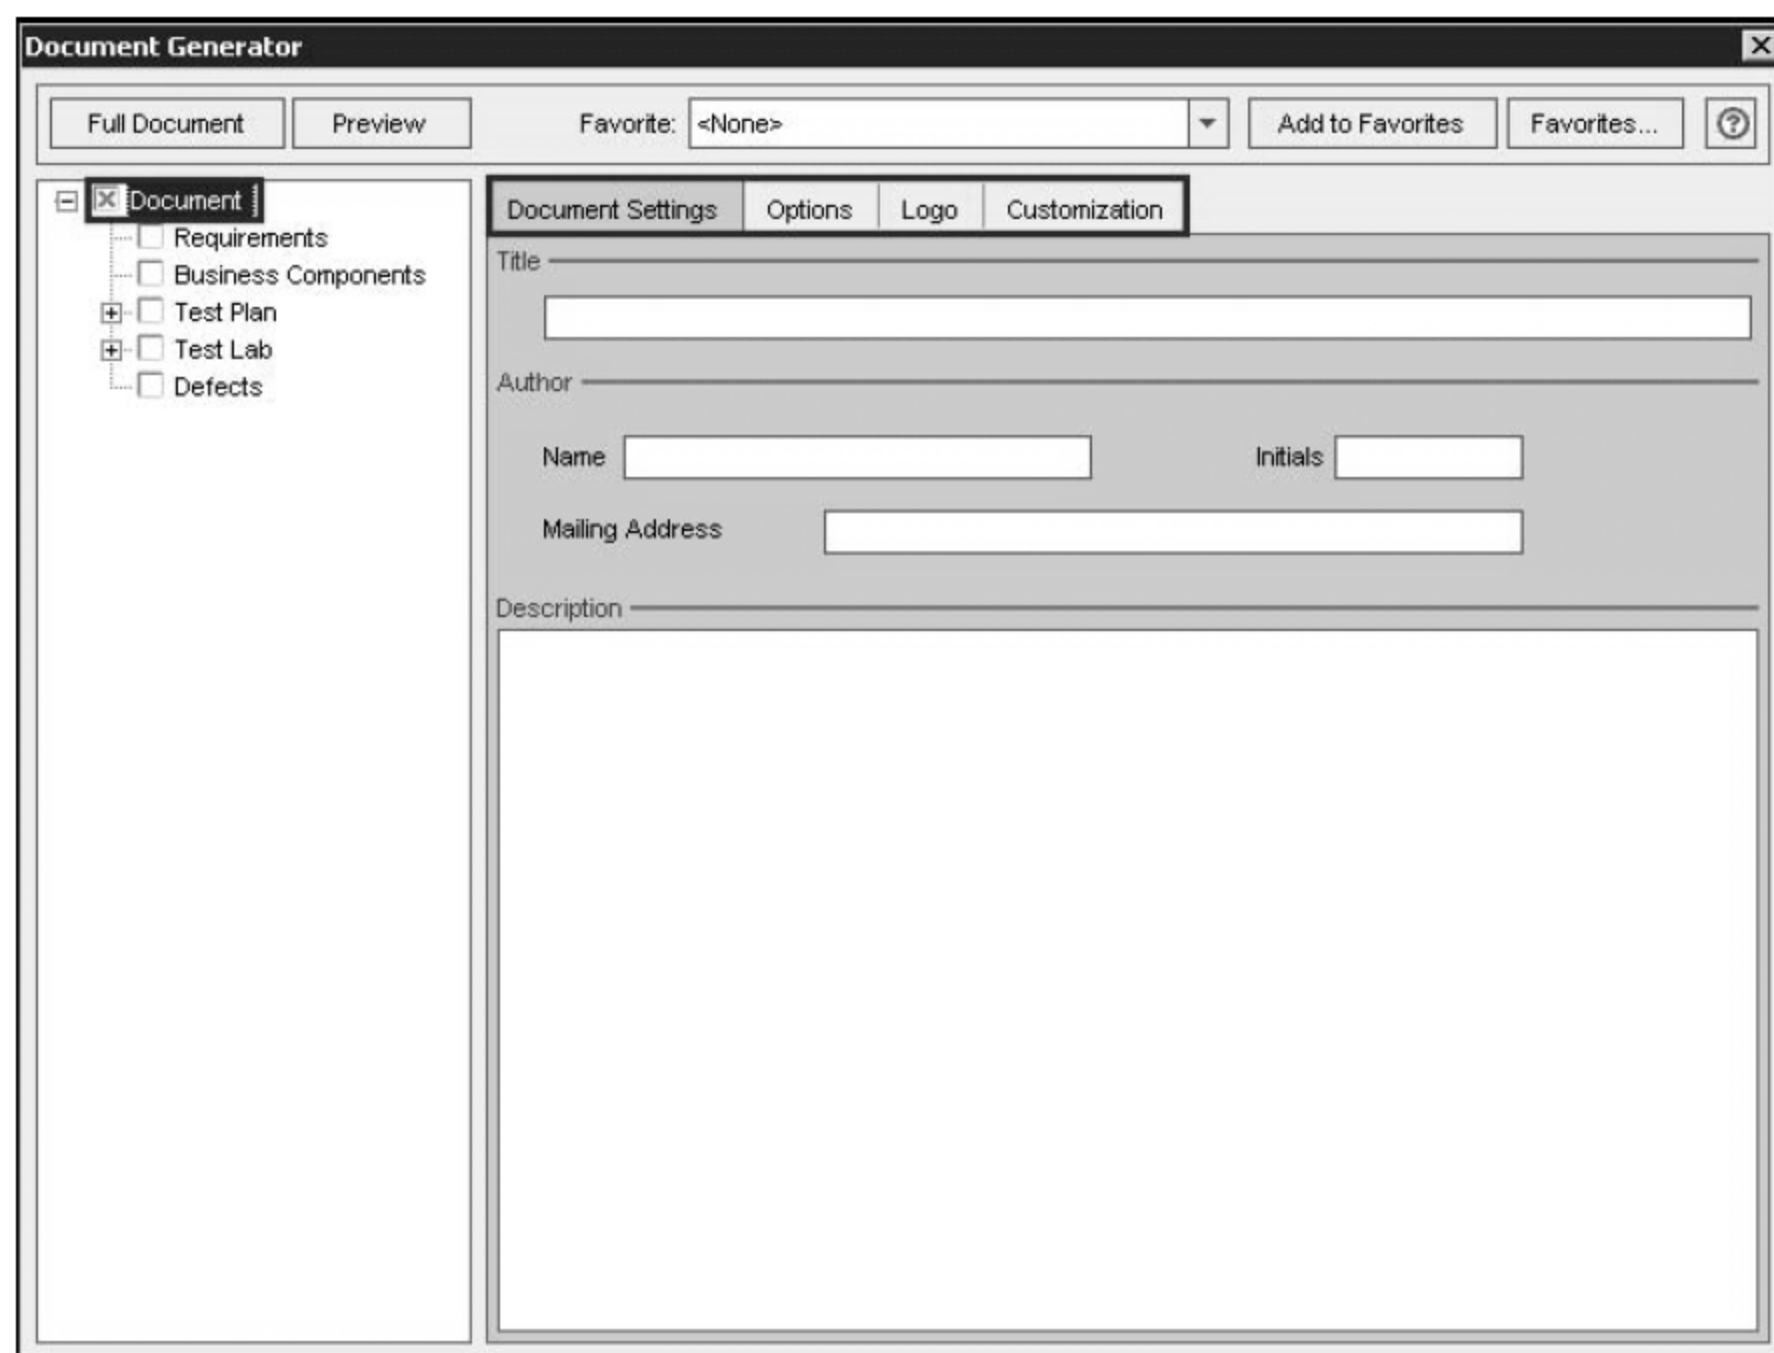 Document Generator
Full Document Preview Favorite: <None> Add to Favorites Favorites...
Document
Requirements
Business Components
Test Plan
Test Lab
Defects
Document Settings Options Logo Customization
Title
Author
Name Initials
Mailing Address
Description